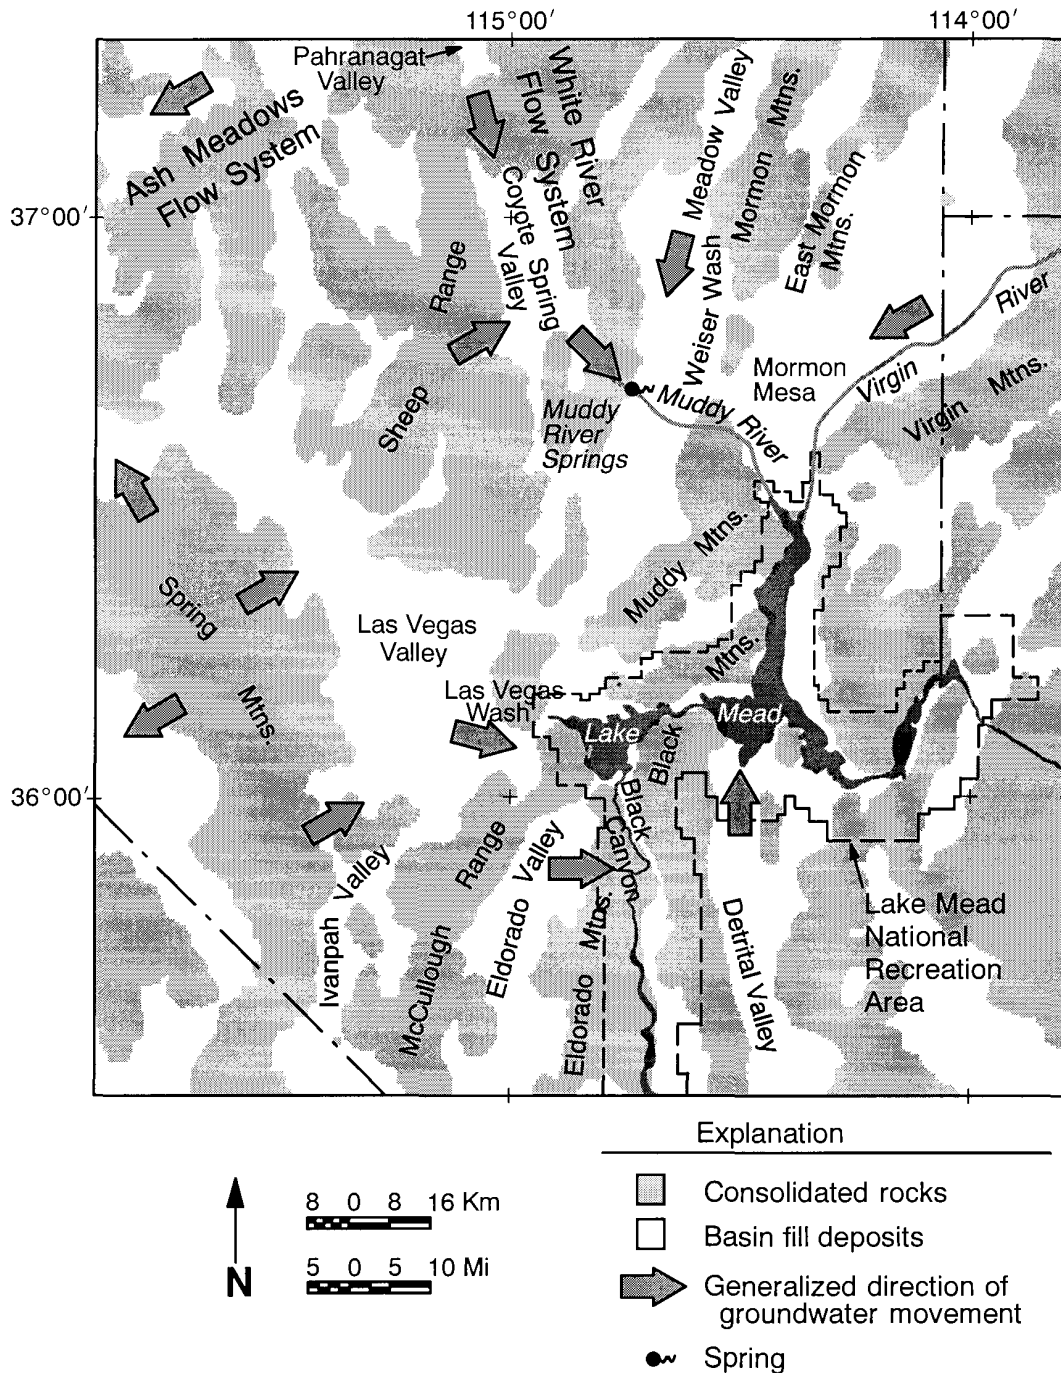 115°00′
114°00′
Pahranagat
Valley
Ash Meadows
Flow System
White River
Flow System
Coyote Spring
Valley
Meadow Valley
Weiser Wash
Mormon Mtns.
East Mormon
Mtns.
37°00′
Range
Sheep
Mormon
Mesa
Virgin
River
Virgin
Mtns.
Muddy
River
Springs
Muddy River
Muddy
Mtns.
Spring
Mtns.
Las Vegas
Valley
Las Vegas
Wash
Mtns.
Black
Lake
Mead
36°00′
Black
Canyon
Range
McCullough
Valley
Ivanpah
Valley
Eldorado
Mtns.
Eldorado
Detrital Valley
Lake Mead
National
Recreation
Area
Explanation
Consolidated rocks
Basin fill deposits
Generalized direction of
groundwater movement
Spring
N
8 0 8 16 Km
5 0 5 10 Mi